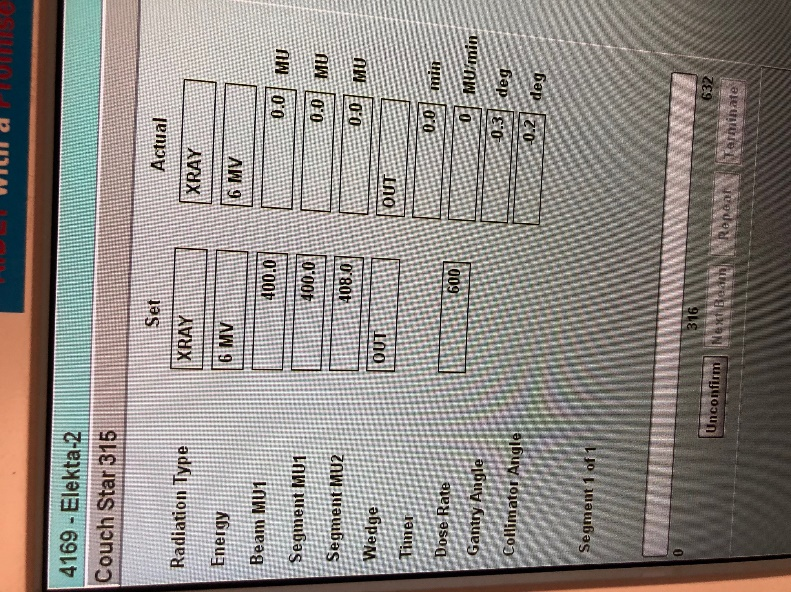 with a Promise
4169 - Elekta-2
Couch Star 315
Set Actual
Radiation Type XRAY XRAY
Energy 6 MV 6 MV
Beam MU1 400.0 0.0 MU
Segment MU1 400.0 0.0 MU
Segment MU2 408.0 0.0 MU
Wedge OUT OUT
Timer 0.0 min
Dose Rate 600 0 MU/min
Gantry Angle 0.3 deg
Collimator Angle 0.2 deg
Segment 1 of 1
0 316 632
Unconfirm Next Beam Repeat Terminate